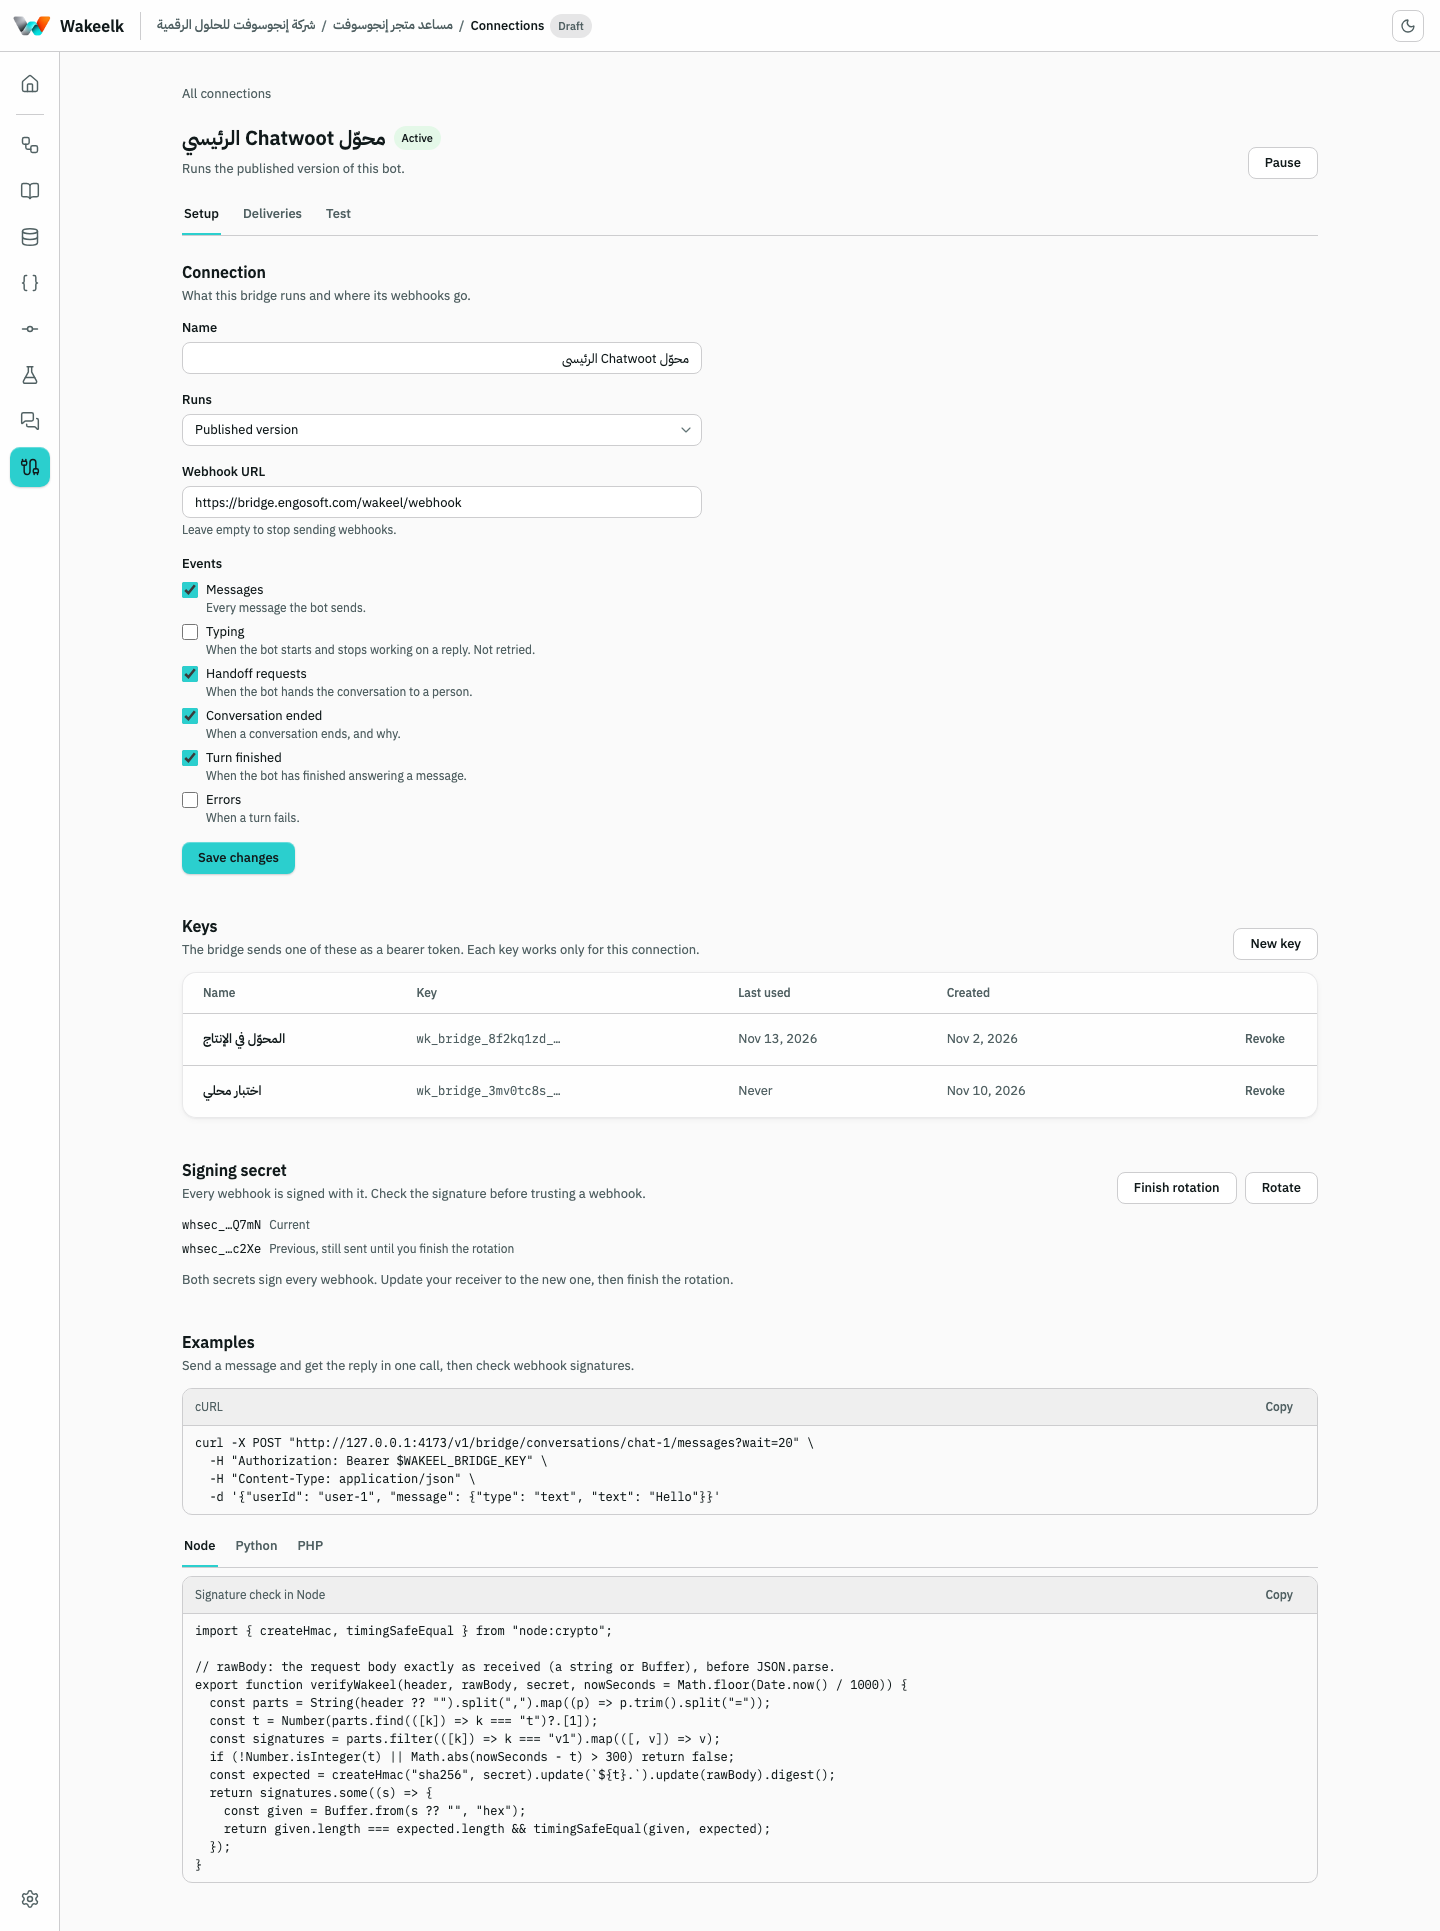 Wakeelk
شركة إنجوسوفت للحلول الرقمية / مساعد متجر إنجوسوفت / Connections Draft
All connections
محوّل Chatwoot الرئيسي Active
Runs the published version of this bot.
Pause
Setup Deliveries Test
Connection
What this bridge runs and where its webhooks go.
Name
محوّل Chatwoot الرئيسي
Runs
Published version
Webhook URL
https://bridge.engosoft.com/wakeel/webhook
Leave empty to stop sending webhooks.
Events
Messages
Every message the bot sends.
Typing
When the bot starts and stops working on a reply. Not retried.
Handoff requests
When the bot hands the conversation to a person.
Conversation ended
When a conversation ends, and why.
Turn finished
When the bot has finished answering a message.
Errors
When a turn fails.
Save changes
Keys
The bridge sends one of these as a bearer token. Each key works only for this connection.
New key
Name Key Last used Created
المحوّل في الإنتاج wk_bridge_8f2kq1zd_… Nov 13, 2026 Nov 2, 2026 Revoke
اختبار محلي wk_bridge_3mv0tc8s_… Never Nov 10, 2026 Revoke
Signing secret
Every webhook is signed with it. Check the signature before trusting a webhook.
Finish rotation Rotate
whsec_…Q7mN Current
whsec_…c2Xe Previous, still sent until you finish the rotation
Both secrets sign every webhook. Update your receiver to the new one, then finish the rotation.
Examples
Send a message and get the reply in one call, then check webhook signatures.
cURL Copy
curl -X POST "http://127.0.0.1:4173/v1/bridge/conversations/chat-1/messages?wait=20" \
  -H "Authorization: Bearer $WAKEEL_BRIDGE_KEY" \
  -H "Content-Type: application/json" \
  -d '{"userId": "user-1", "message": {"type": "text", "text": "Hello"}}'
Node Python PHP
Signature check in Node Copy
import { createHmac, timingSafeEqual } from "node:crypto";
// rawBody: the request body exactly as received (a string or Buffer), before JSON.parse.
export function verifyWakeel(header, rawBody, secret, nowSeconds = Math.floor(Date.now() / 1000)) {
  const parts = String(header ?? "").split(",").map((p) => p.trim().split("="));
  const t = Number(parts.find(([k]) => k === "t")?.[1]);
  const signatures = parts.filter(([k]) => k === "v1").map(([, v]) => v);
  if (!Number.isInteger(t) || Math.abs(nowSeconds - t) > 300) return false;
  const expected = createHmac("sha256", secret).update(`${t}.`).update(rawBody).digest();
  return signatures.some((s) => {
    const given = Buffer.from(s ?? "", "hex");
    return given.length === expected.length && timingSafeEqual(given, expected);
  });
}